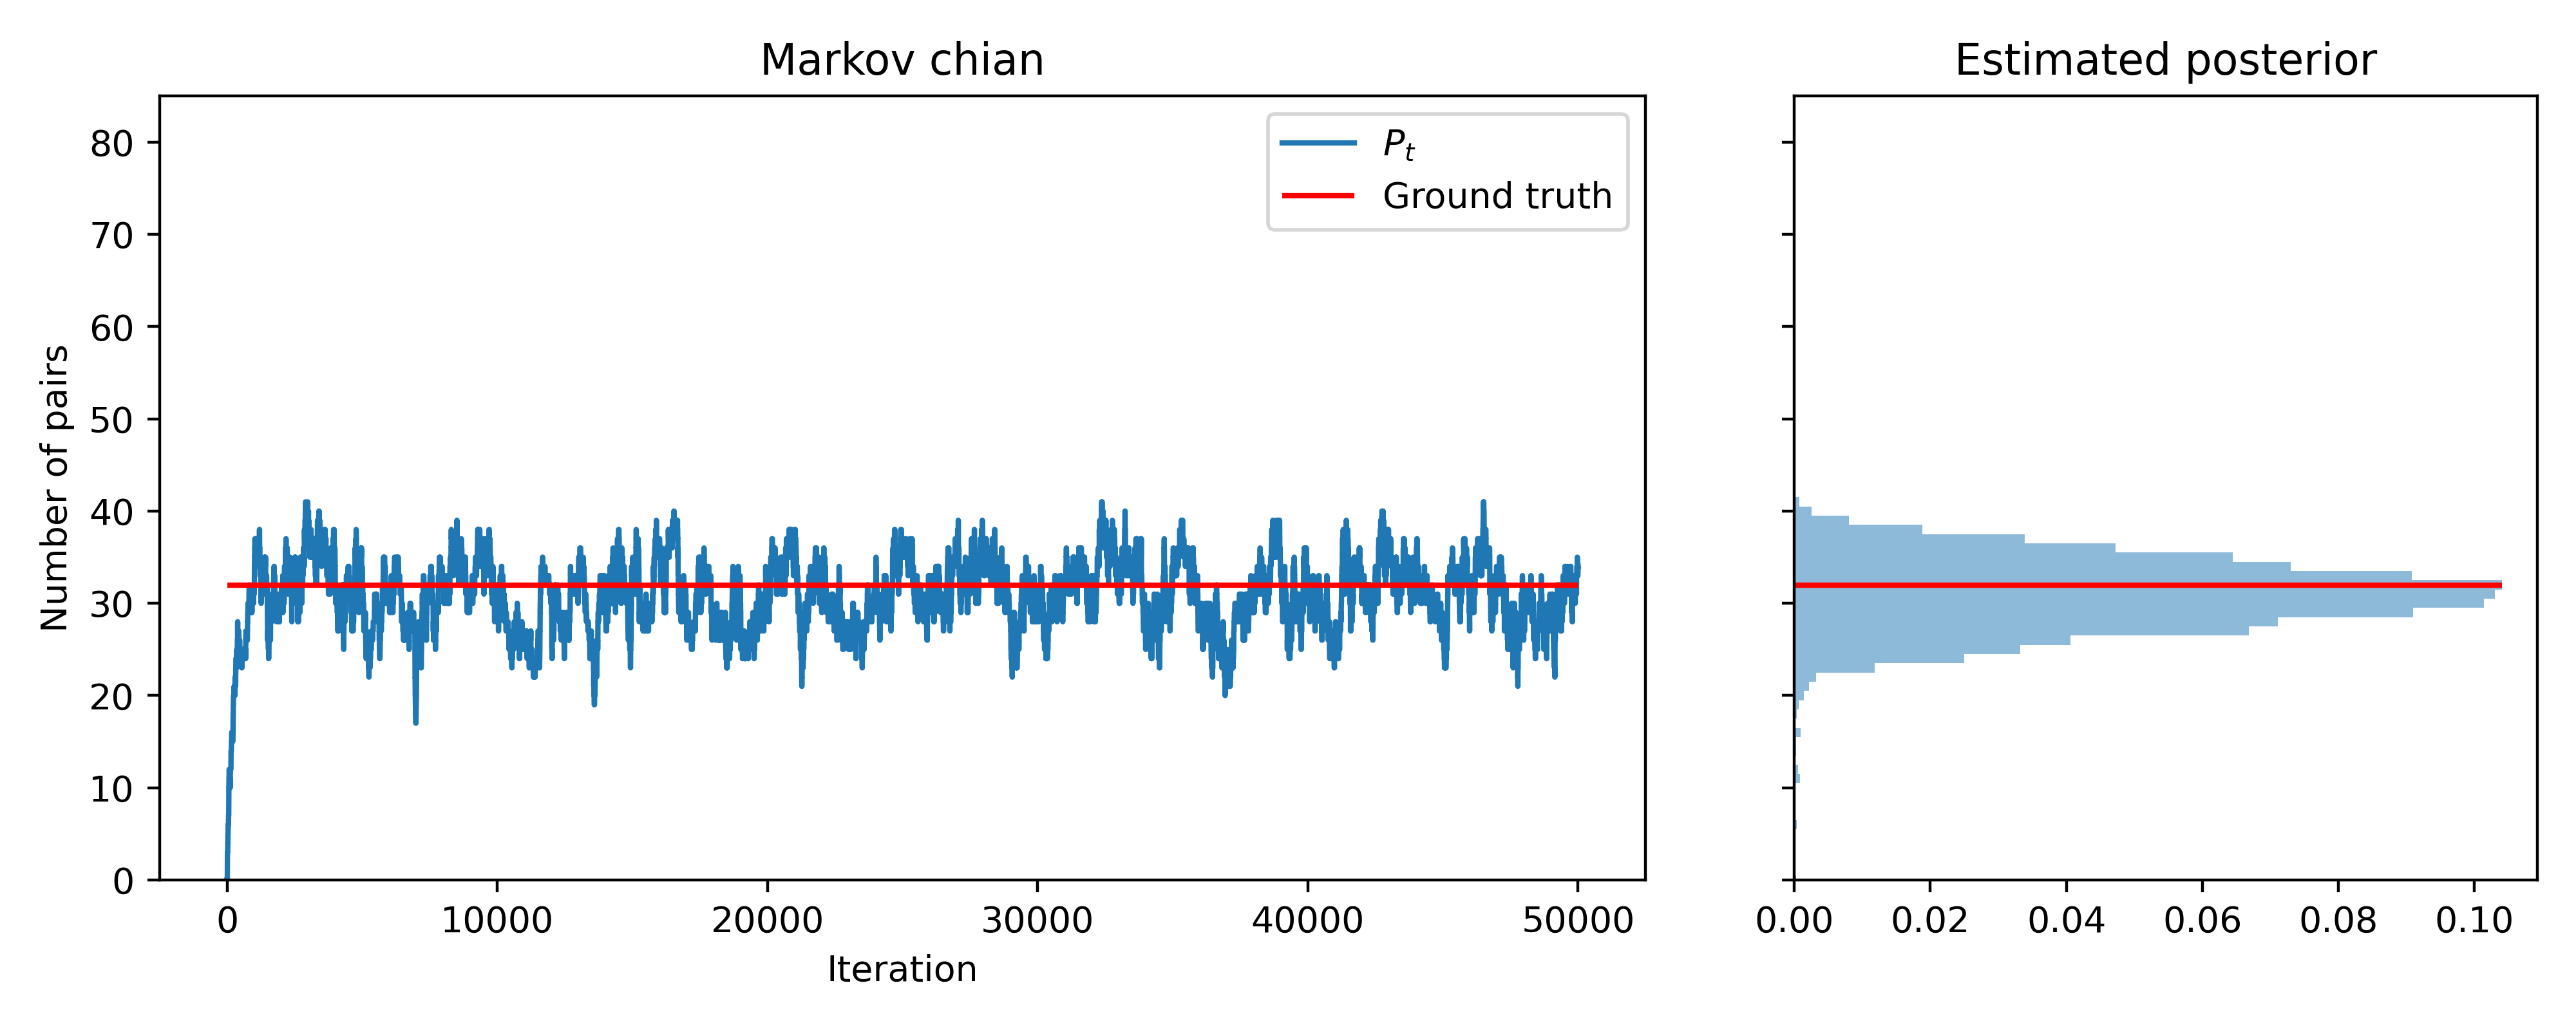 Markov chian
Estimated posterior
80
70
60
50
40
30
20
10
0
Number of pairs
P_t
Ground truth
0 10000 20000 30000 40000 50000
Iteration
0.00 0.02 0.04 0.06 0.08 0.10